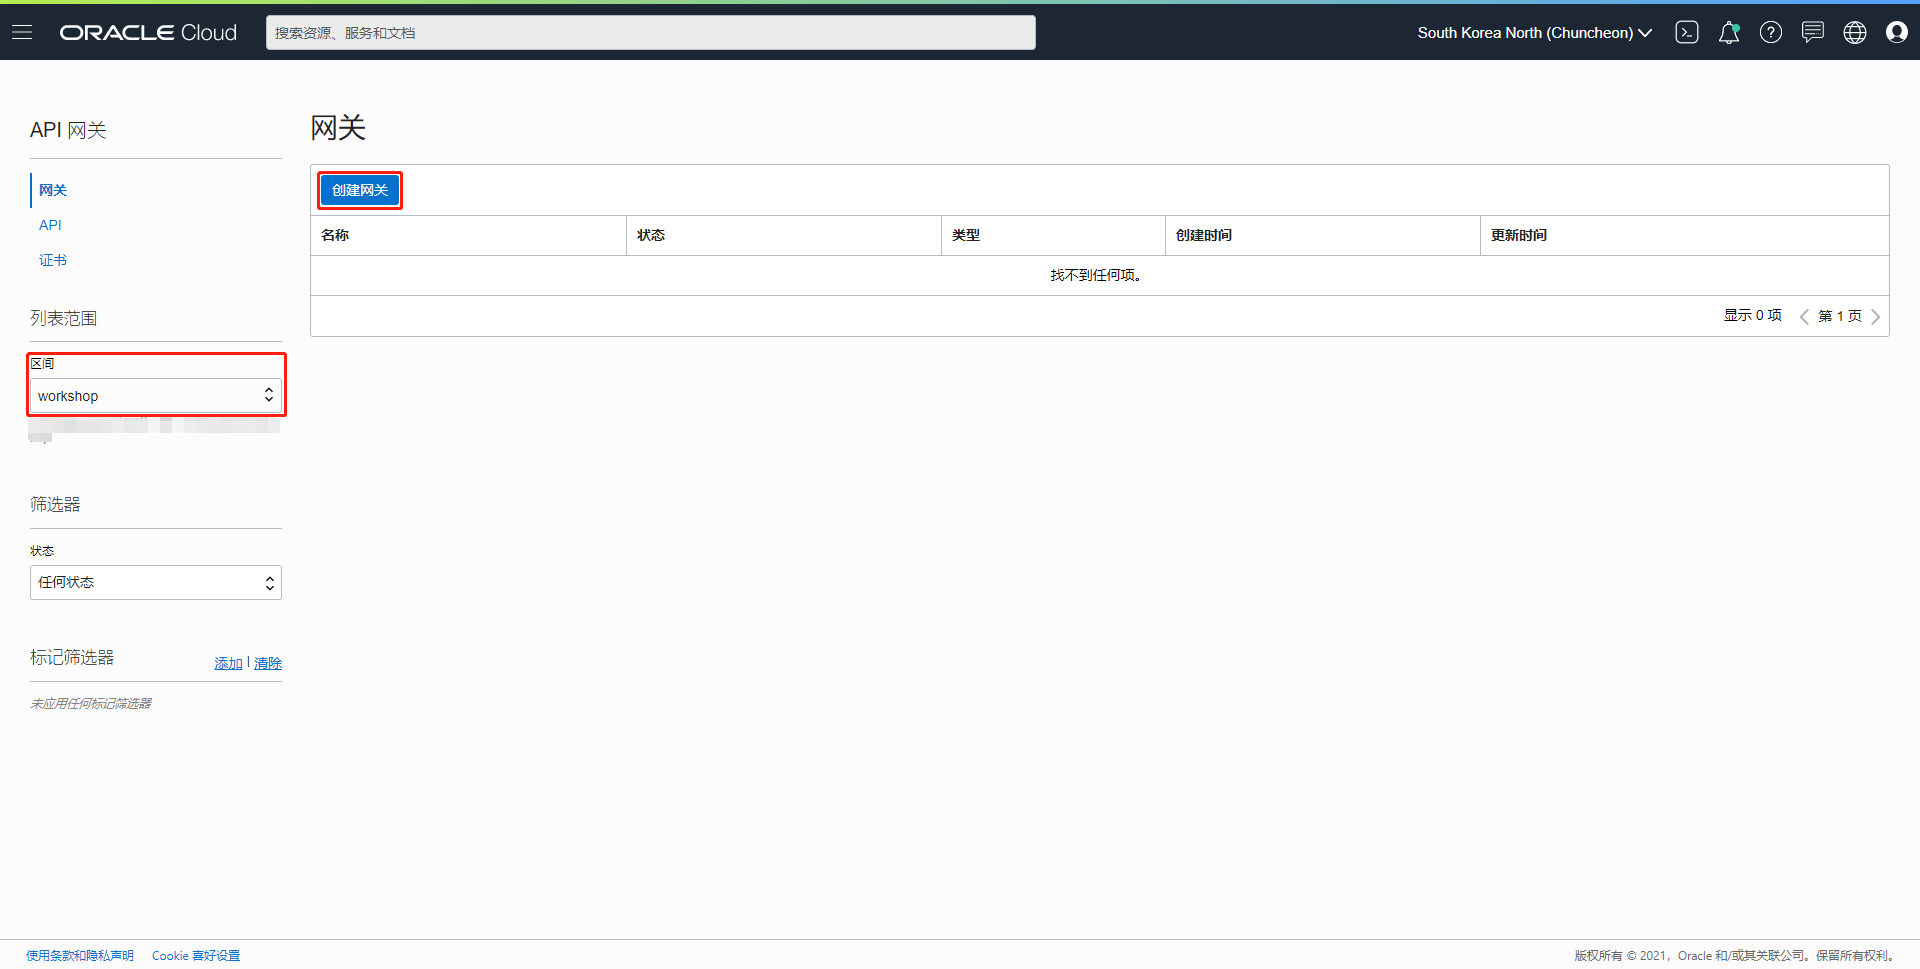 ORACLE Cloud
搜索资源、服务和文档
South Korea North (Chuncheon)
API 网关
网关
API
证书
列表范围
区间
workshop
筛选器
状态
任何状态
标记筛选器
添加 | 清除
未应用任何标记筛选器
网关
创建网关
名称 状态 类型 创建时间 更新时间
找不到任何项。
显示 0 项 第 1 页
使用条款和隐私声明 Cookie 喜好设置
版权所有 © 2021，Oracle 和/或其关联公司。保留所有权利。